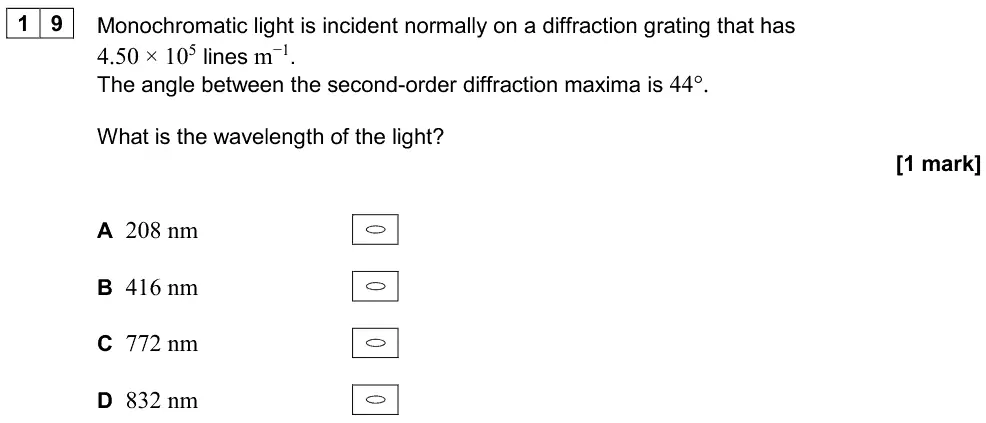 1 9 Monochromatic light is incident normally on a diffraction grating that has
4.50 × 10⁵ lines m⁻¹.
The angle between the second-order diffraction maxima is 44°.
What is the wavelength of the light?
[1 mark]
A 208 nm
B 416 nm
C 772 nm
D 832 nm